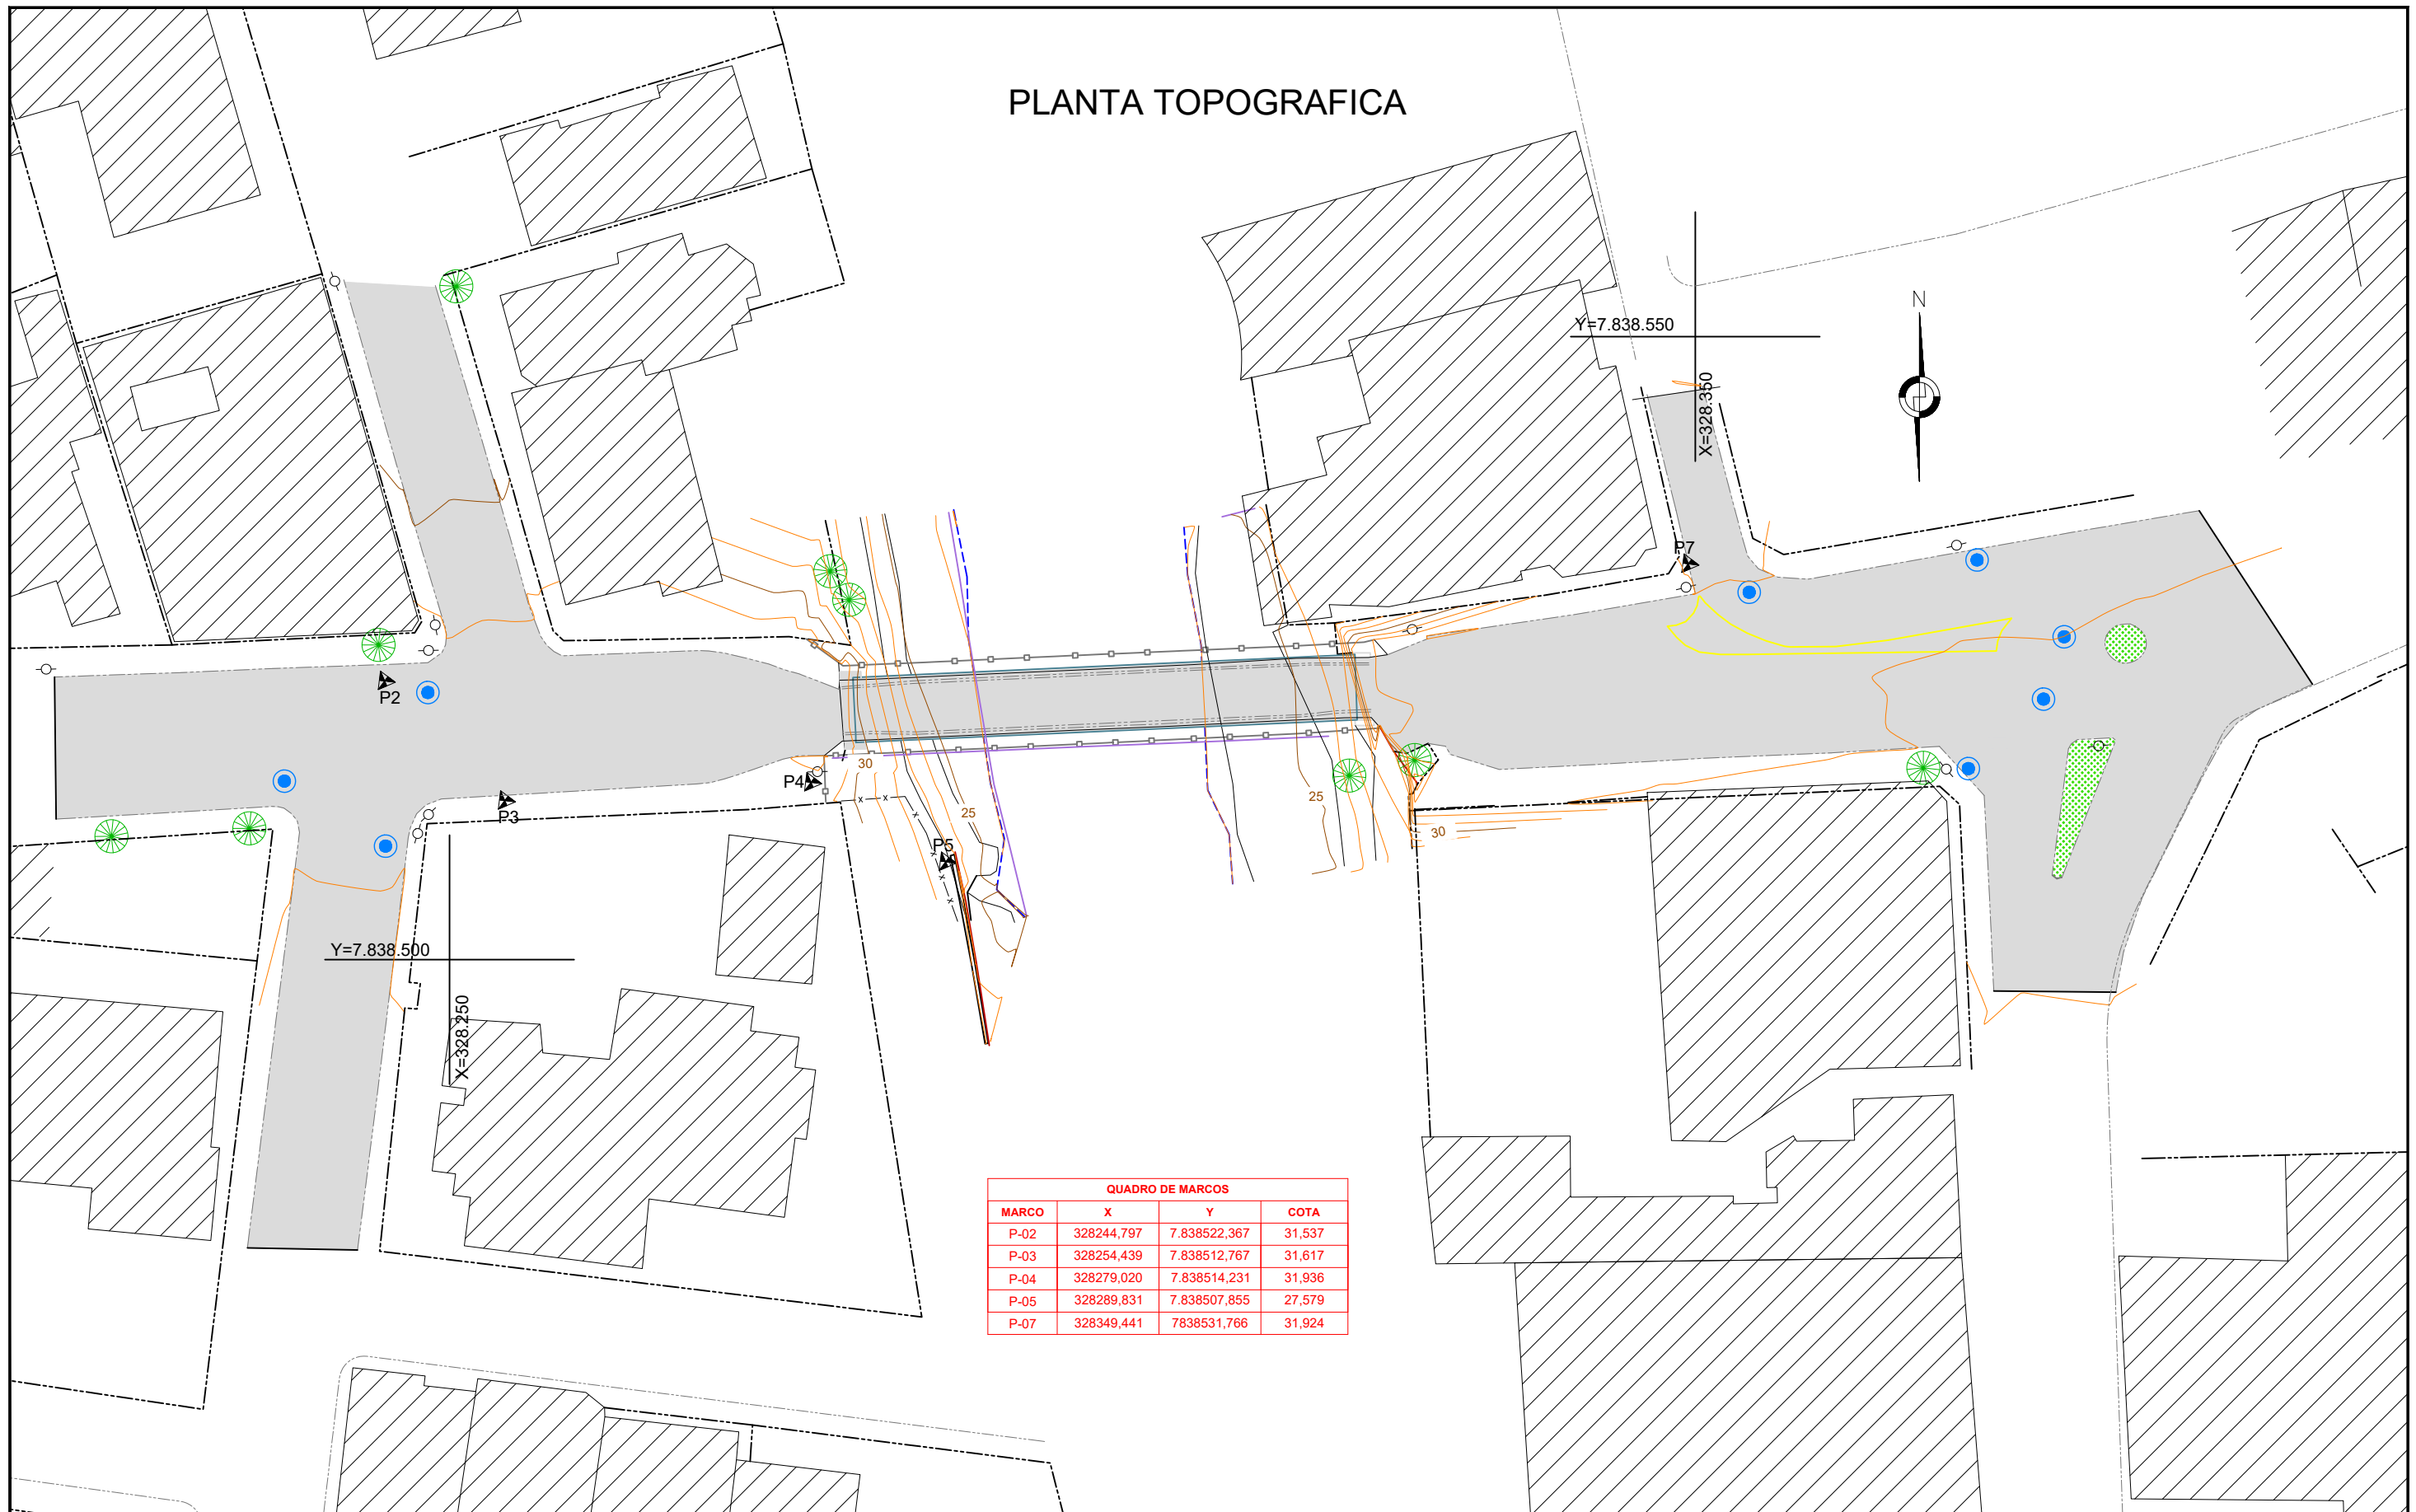 PLANTA TOPOGRAFICA
N
Y=7.838.550
X=328.350
P7
P2
P4
P3
P5
30
25
25
30
Y=7.838.500
X=328.250
QUADRO DE MARCOS
MARCO X Y COTA
P-02 328244,797 7.838522,367 31,537
P-03 328254,439 7.838512,767 31,617
P-04 328279,020 7.838514,231 31,936
P-05 328289,831 7.838507,855 27,579
P-07 328349,441 7838531,766 31,924